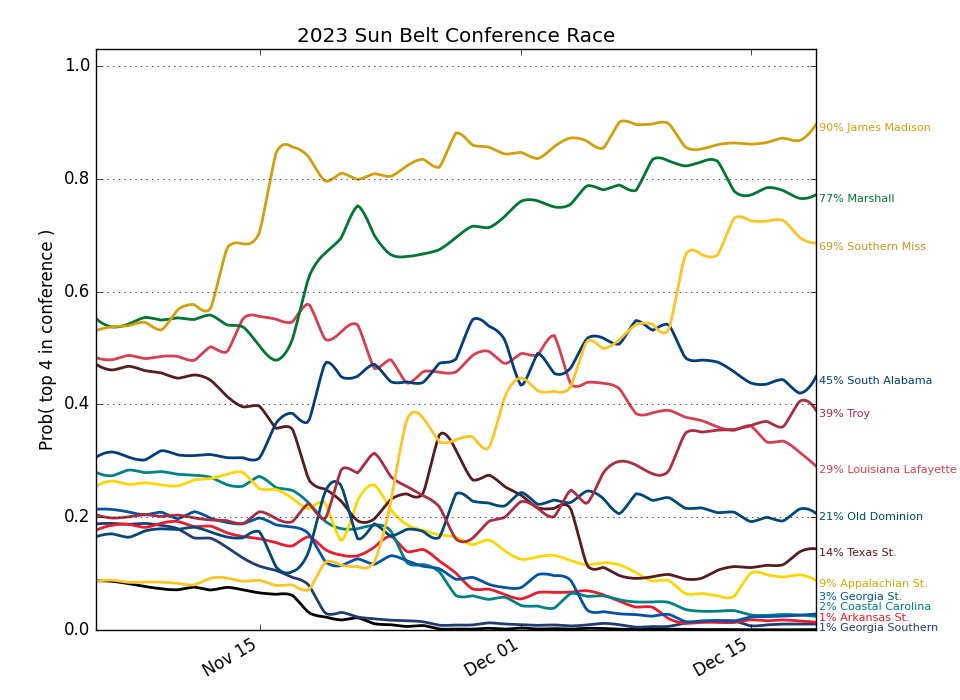 2023 Sun Belt Conference Race
Prob( top 4 in conference )
1.0
0.8
0.6
0.4
0.2
0.0
Nov 15
Dec 01
Dec 15
90% James Madison
77% Marshall
69% Southern Miss
45% South Alabama
39% Troy
29% Louisiana Lafayette
21% Old Dominion
14% Texas St.
9% Appalachian St.
3% Georgia St.
2% Coastal Carolina
1% Arkansas St.
1% Georgia Southern